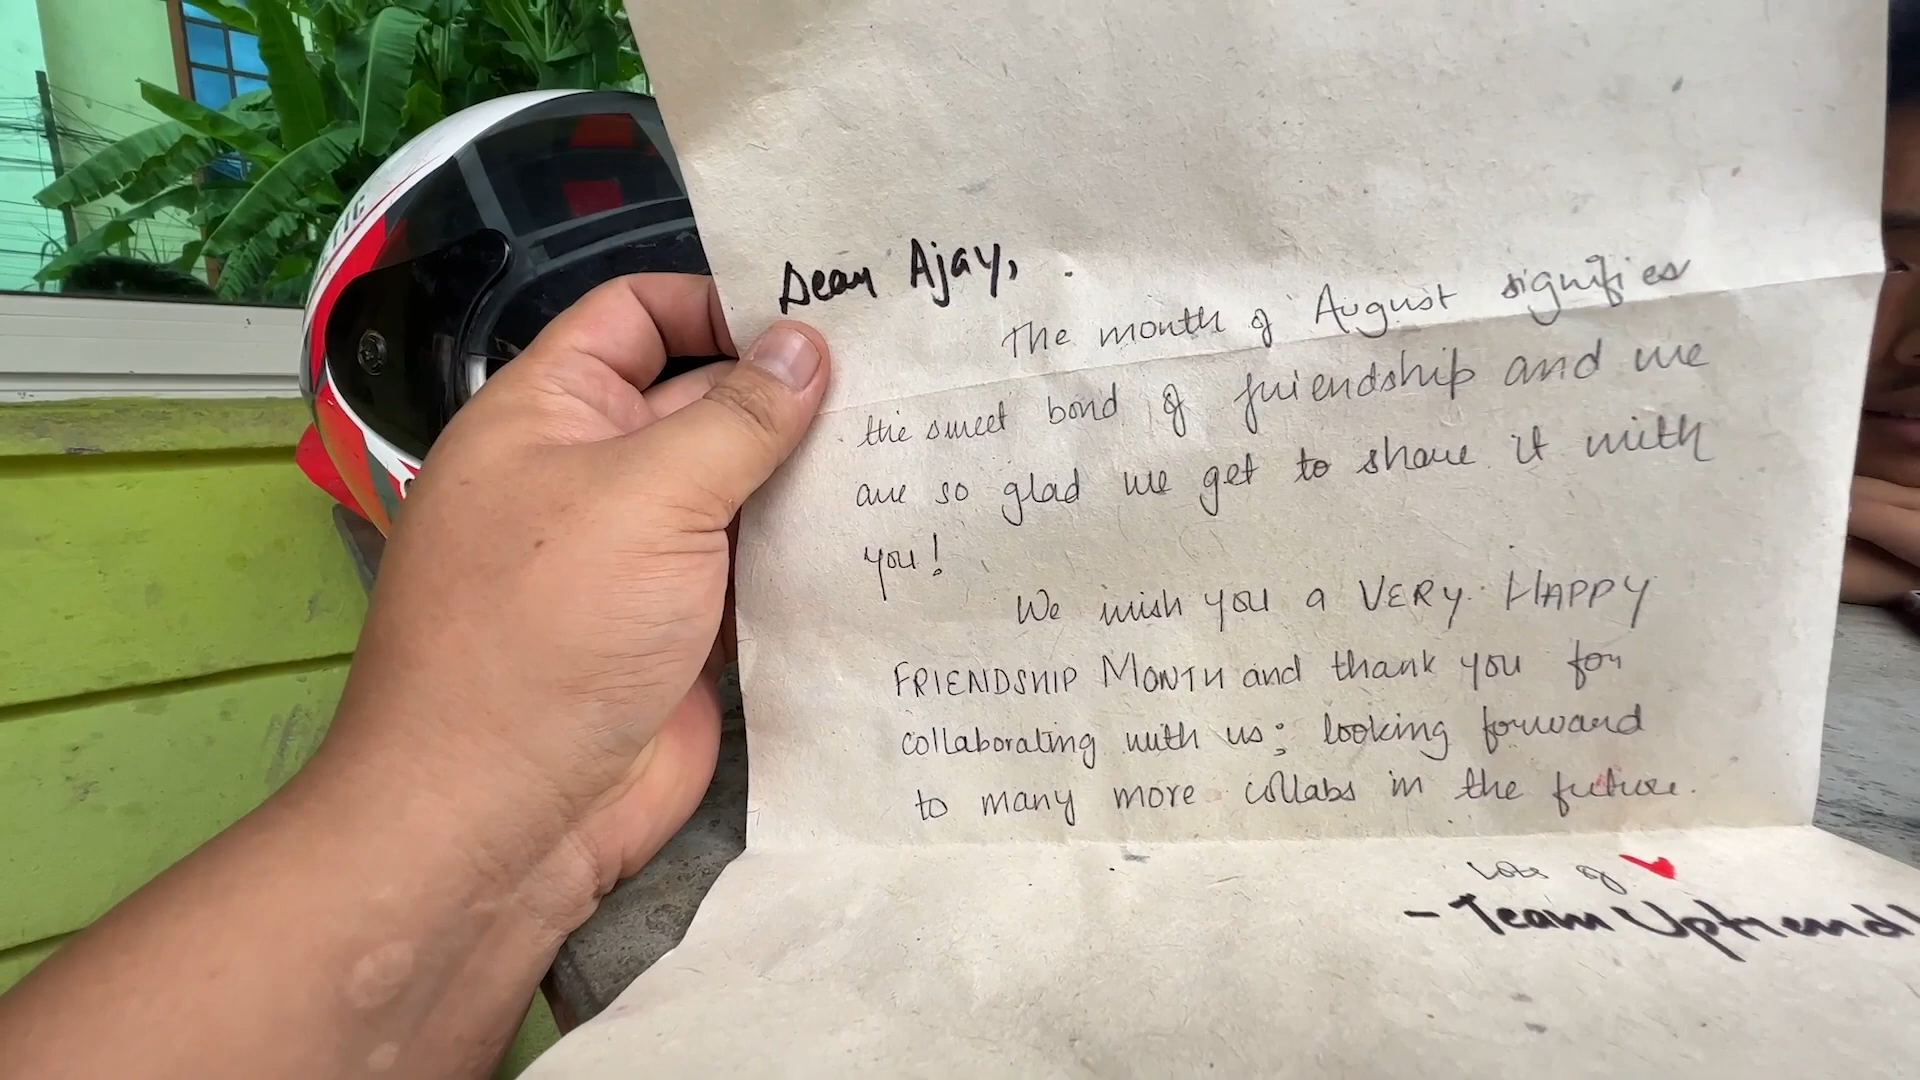 Dear Ajay,
The month of August signifies
the sweet bond of friendship and we
are so glad we get to share it with
you!
We wish you a VERY HAPPY
FRIENDSHIP MONTH and thank you for
collaborating with us; looking forward
to many more collabs in the future.
Lots of
- Team Uptrend